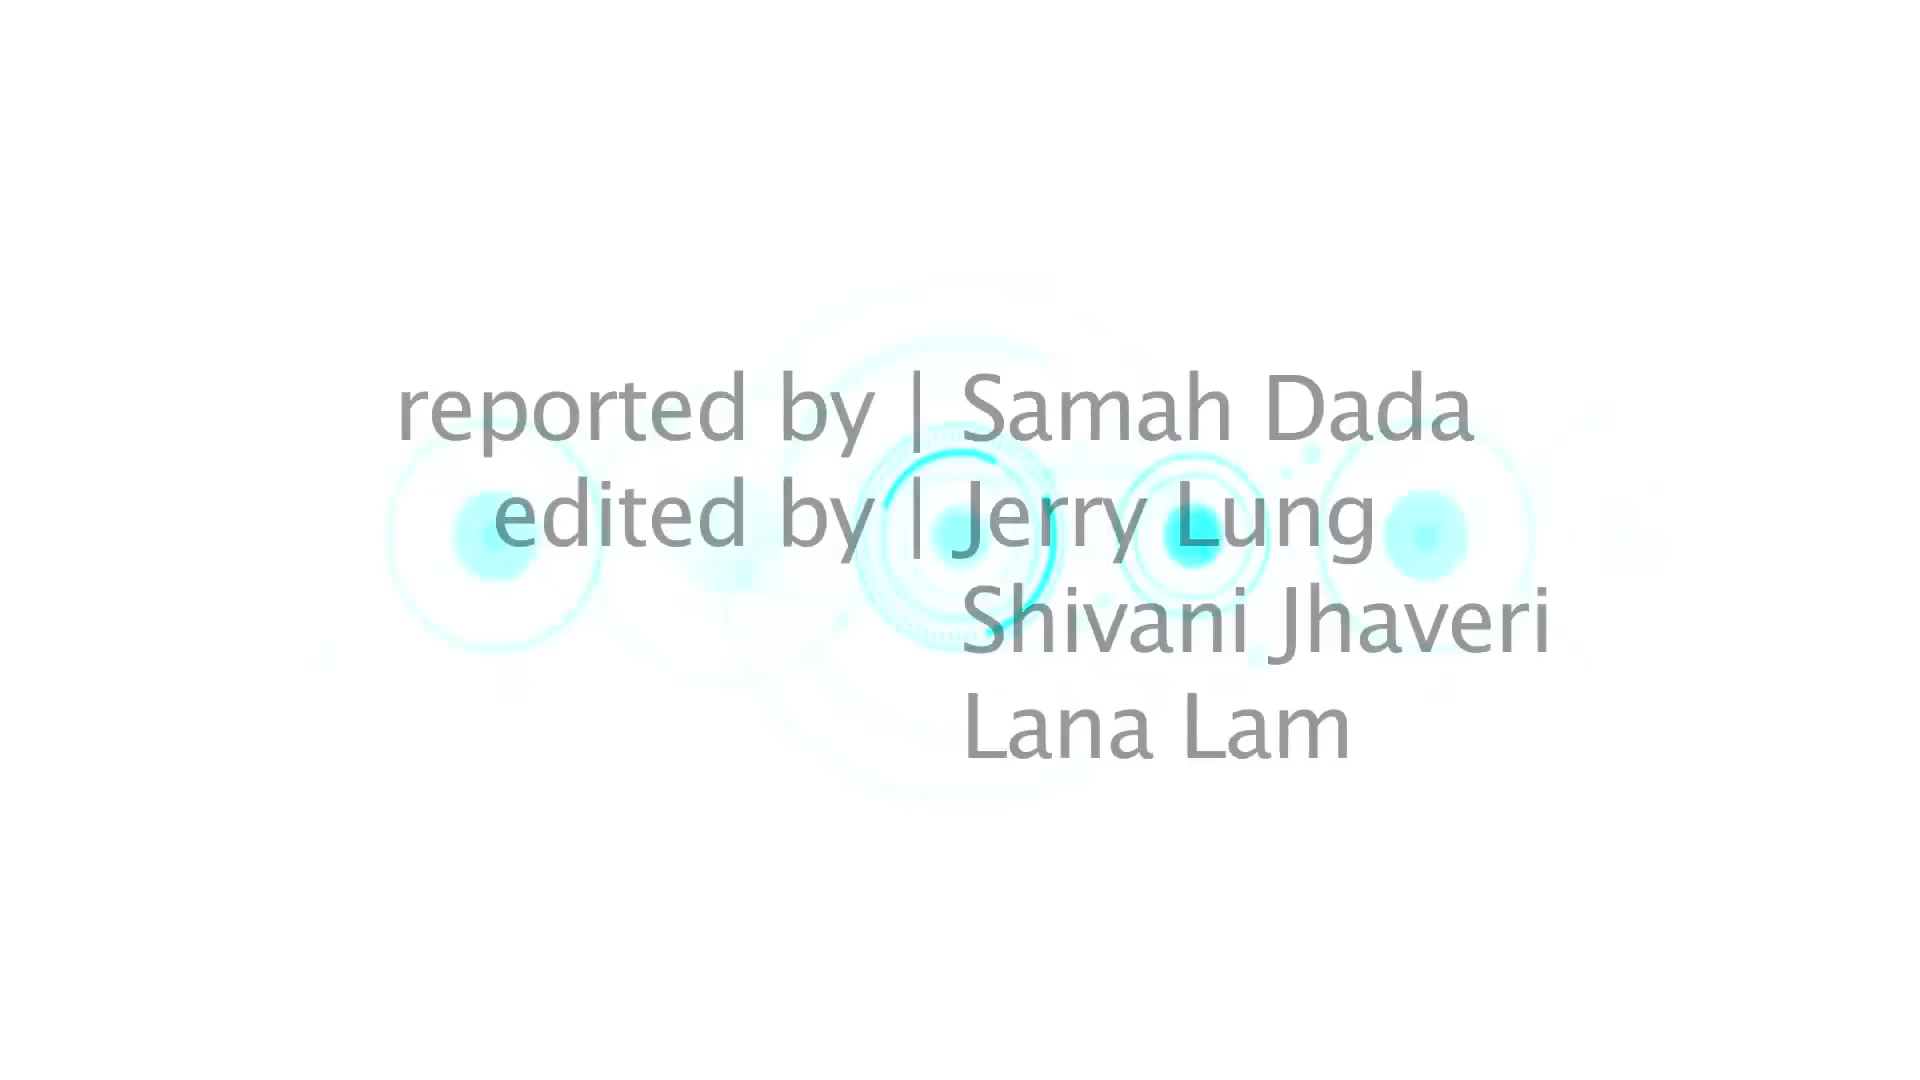 reported by | Samah Dada
edited by | Jerry Lung
Shivani Jhaveri
Lana Lam